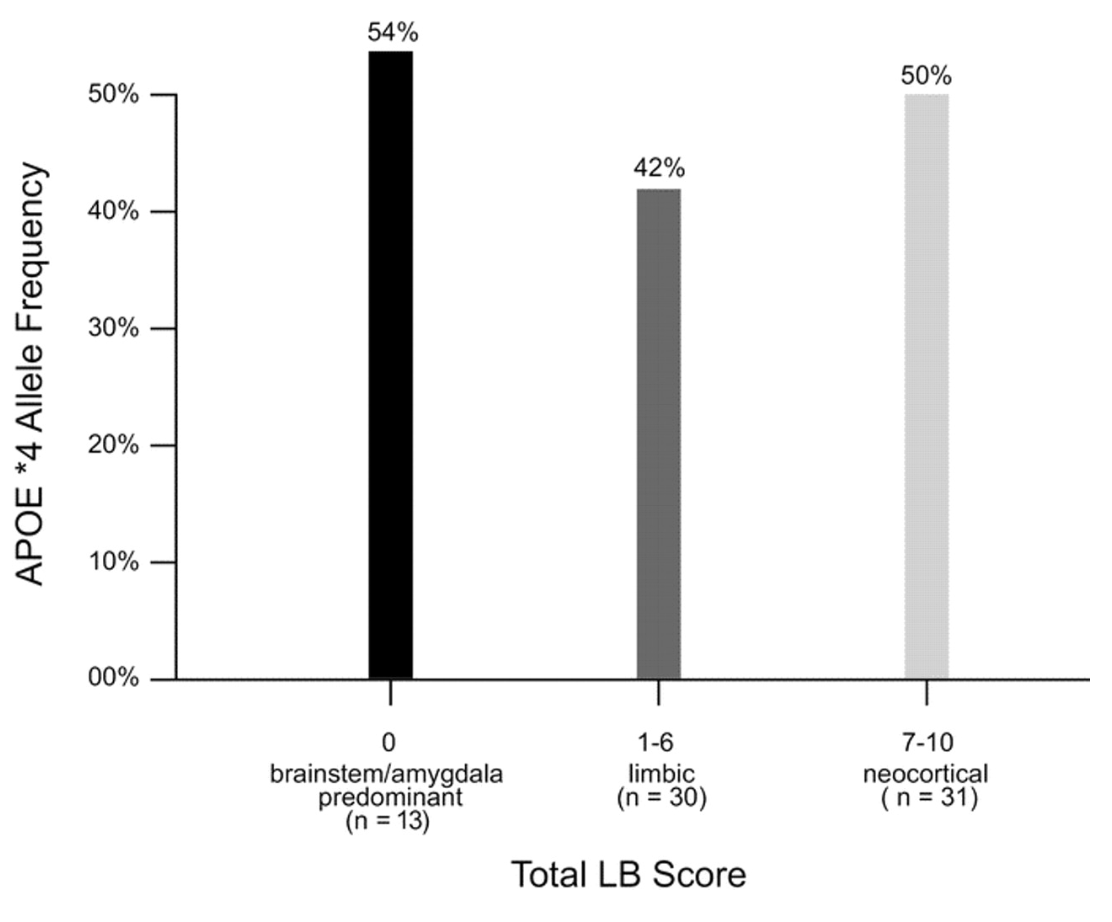 54%
50%
42%
50%
40%
30%
20%
10%
00%
APOE *4 Allele Frequency
0
brainstem/amygdala
predominant
(n = 13)
1-6
limbic
(n = 30)
7-10
neocortical
( n = 31)
Total LB Score